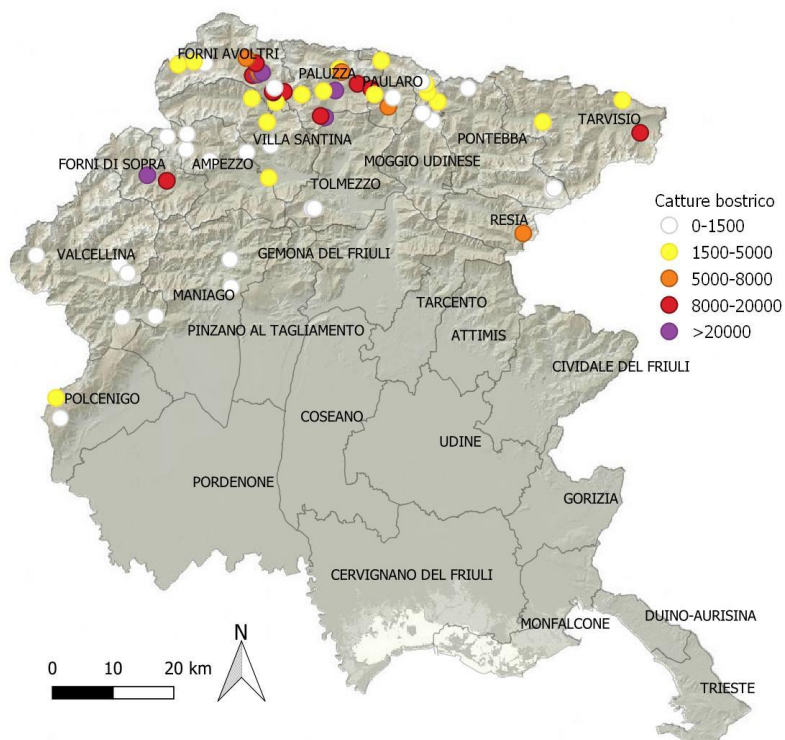 FORNI AVOLTRI
PALUZZA
PAULARO
TARVISIO
PONTEBBA
VILLA SANTINA
MOGGIO UDINESE
FORNI DI SOPRA
AMPEZZO
TOLMEZZO
RESIA
VALCELLINA
GEMONA DEL FRIULI
MANIAGO
TARCENTO
PINZANO AL TAGLIAMENTO
ATTIMIS
CIVIDALE DEL FRIULI
POLCENIGO
COSEANO
UDINE
PORDENONE
GORIZIA
CERVIGNANO DEL FRIULI
DUINO-AURISINA
MONFALCONE
TRIESTE
Catture bostrico
0-1500
1500-5000
5000-8000
8000-20000
>20000
N
0 10 20 km